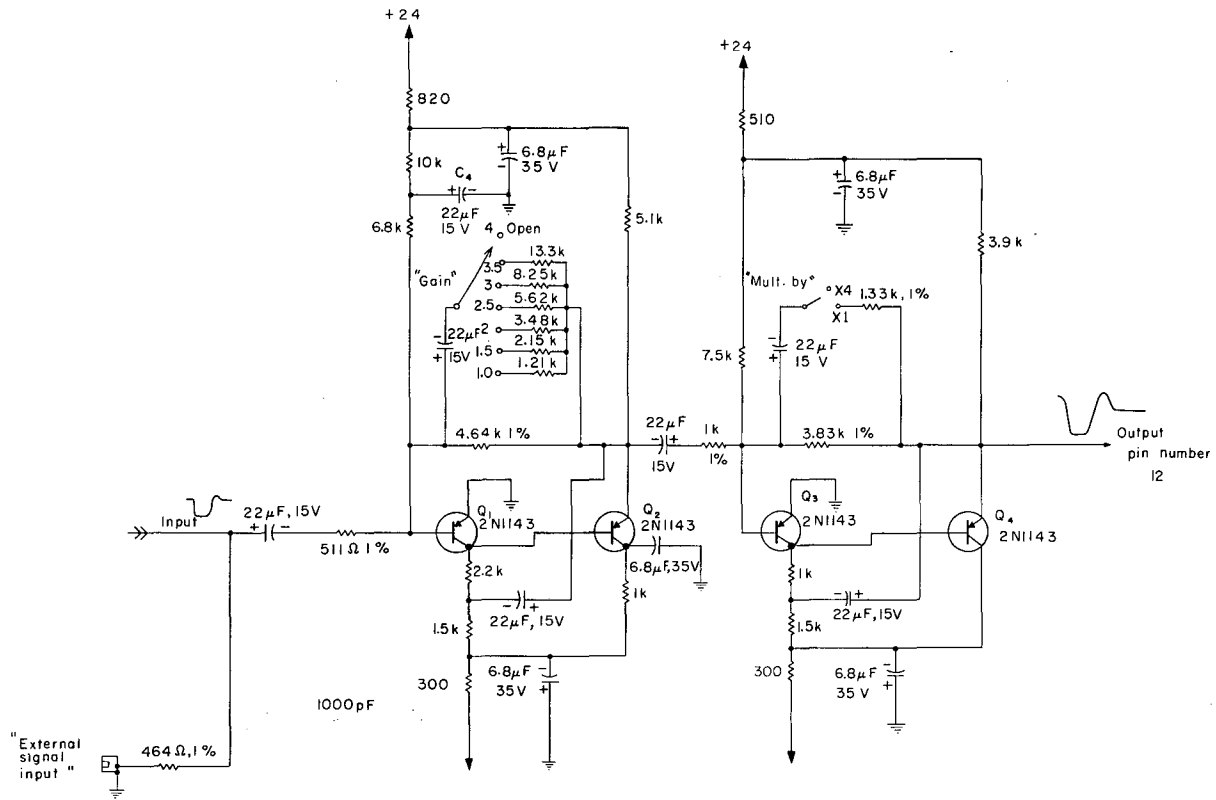 +24
820
10k
C4
+ -
22μF
15 V
6.8μF
35 V
+
-
6.8k
4 Open
"Gain"
3.5 13.3k
3 8.25k
2.5 5.62k
2 3.48k
1.5 2.15k
1.0 1.21k
-
22μF
+
15V
5.1k
4.64k 1%
22μF
- +
15V
1k
1%
Input
22μF, 15V
+ -
511Ω 1%
Q1
2N1143
Q2
2N1143
6.8μF, 35V
2.2k
- +
22μF, 15V
1k
1.5k
300
6.8μF
35V
-
+
1000pF
"External
signal
input"
464Ω, 1%
+24
510
+
-
6.8μF
35V
3.9k
"Mult. by"
X4
X1
1.33k, 1%
-
+
22μF
15 V
7.5k
3.83k 1%
Output
pin number
12
Q3
2N1143
Q4
2N1143
1k
- +
22μF, 15V
1.5k
300
6.8μF
35 V
-
+